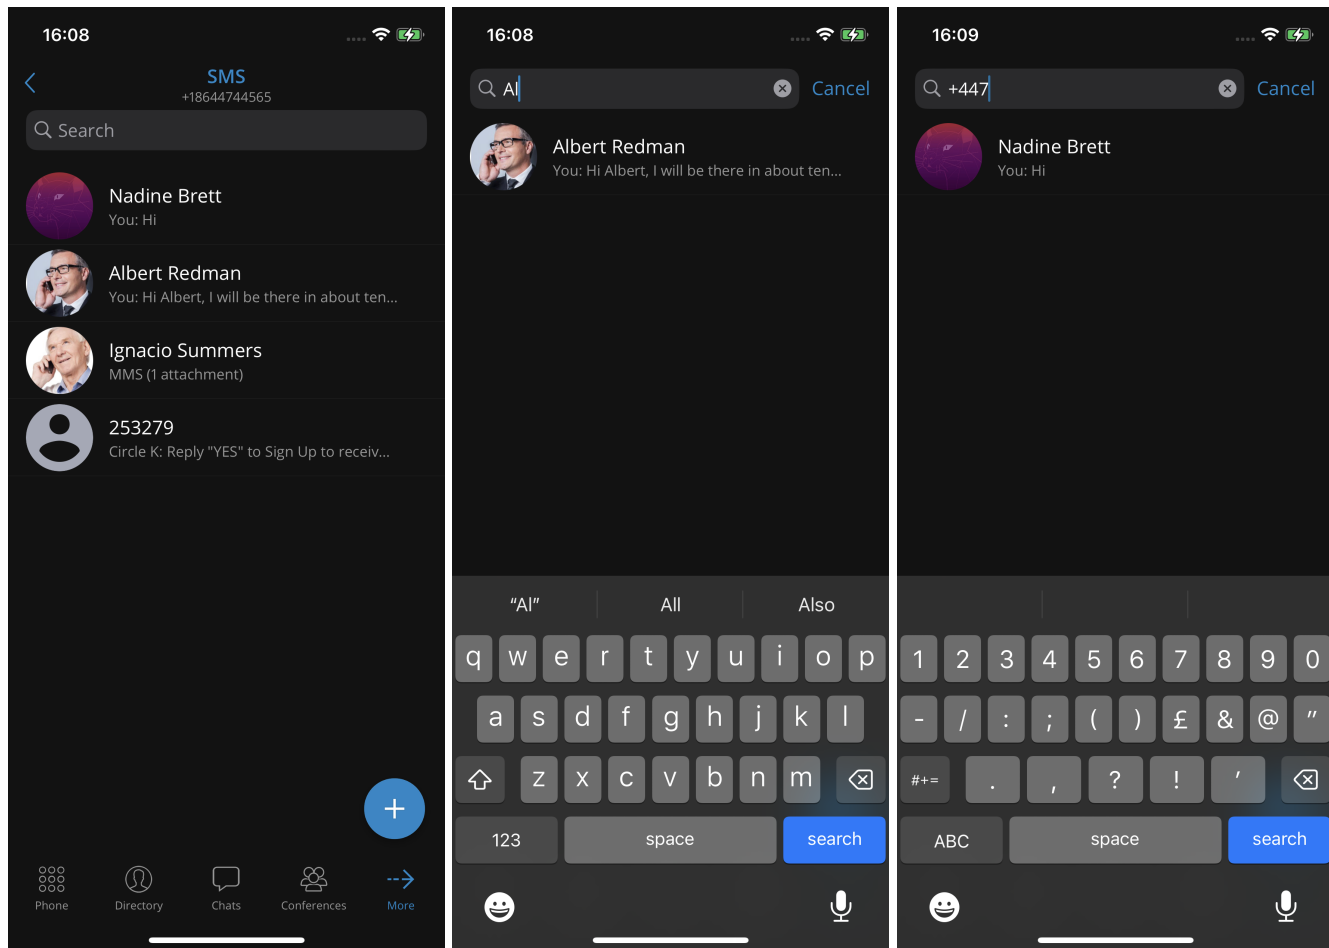 16:08
SMS
+18644744565
Search
Nadine Brett
You: Hi
Albert Redman
You: Hi Albert, I will be there in about ten...
Ignacio Summers
MMS (1 attachment)
253279
Circle K: Reply "YES" to Sign Up to receiv...
+
Phone
Directory
Chats
Conferences
More
16:08
Al
Cancel
Albert Redman
You: Hi Albert, I will be there in about ten...
“Al”
All
Also
q w e r t y u i o p
a s d f g h j k l
z x c v b n m
123
space
search
16:09
+447
Cancel
Nadine Brett
You: Hi
1 2 3 4 5 6 7 8 9 0
- / : ; ( ) £ & @ "
#+= . , ? ! '
ABC
space
search